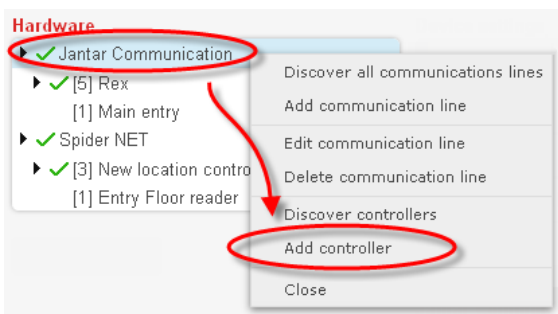 Hardware
Jantar Communication
[5] Rex
[1] Main entry
Spider NET
[3] New location contro
[1] Entry Floor reader
Discover all communications lines
Add communication line
Edit communication line
Delete communication line
Discover controllers
Add controller
Close